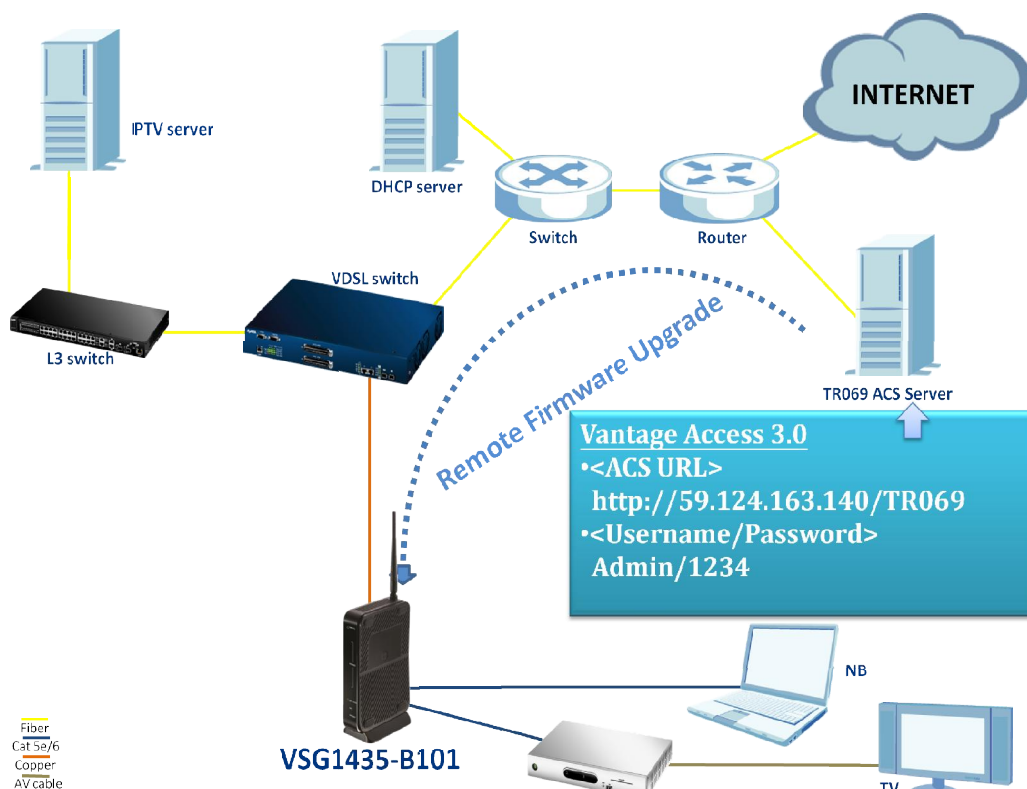 INTERNET
IPTV server
DHCP server
Switch
Router
VDSL switch
L3 switch
TR069 ACS Server
Remote Firmware Upgrade
Vantage Access 3.0
•<ACS URL>
http://59.124.163.140/TR069
•<Username/Password>
Admin/1234
NB
VSG1435-B101
TV
Fiber
Cat 5e/6
Copper
AV cable